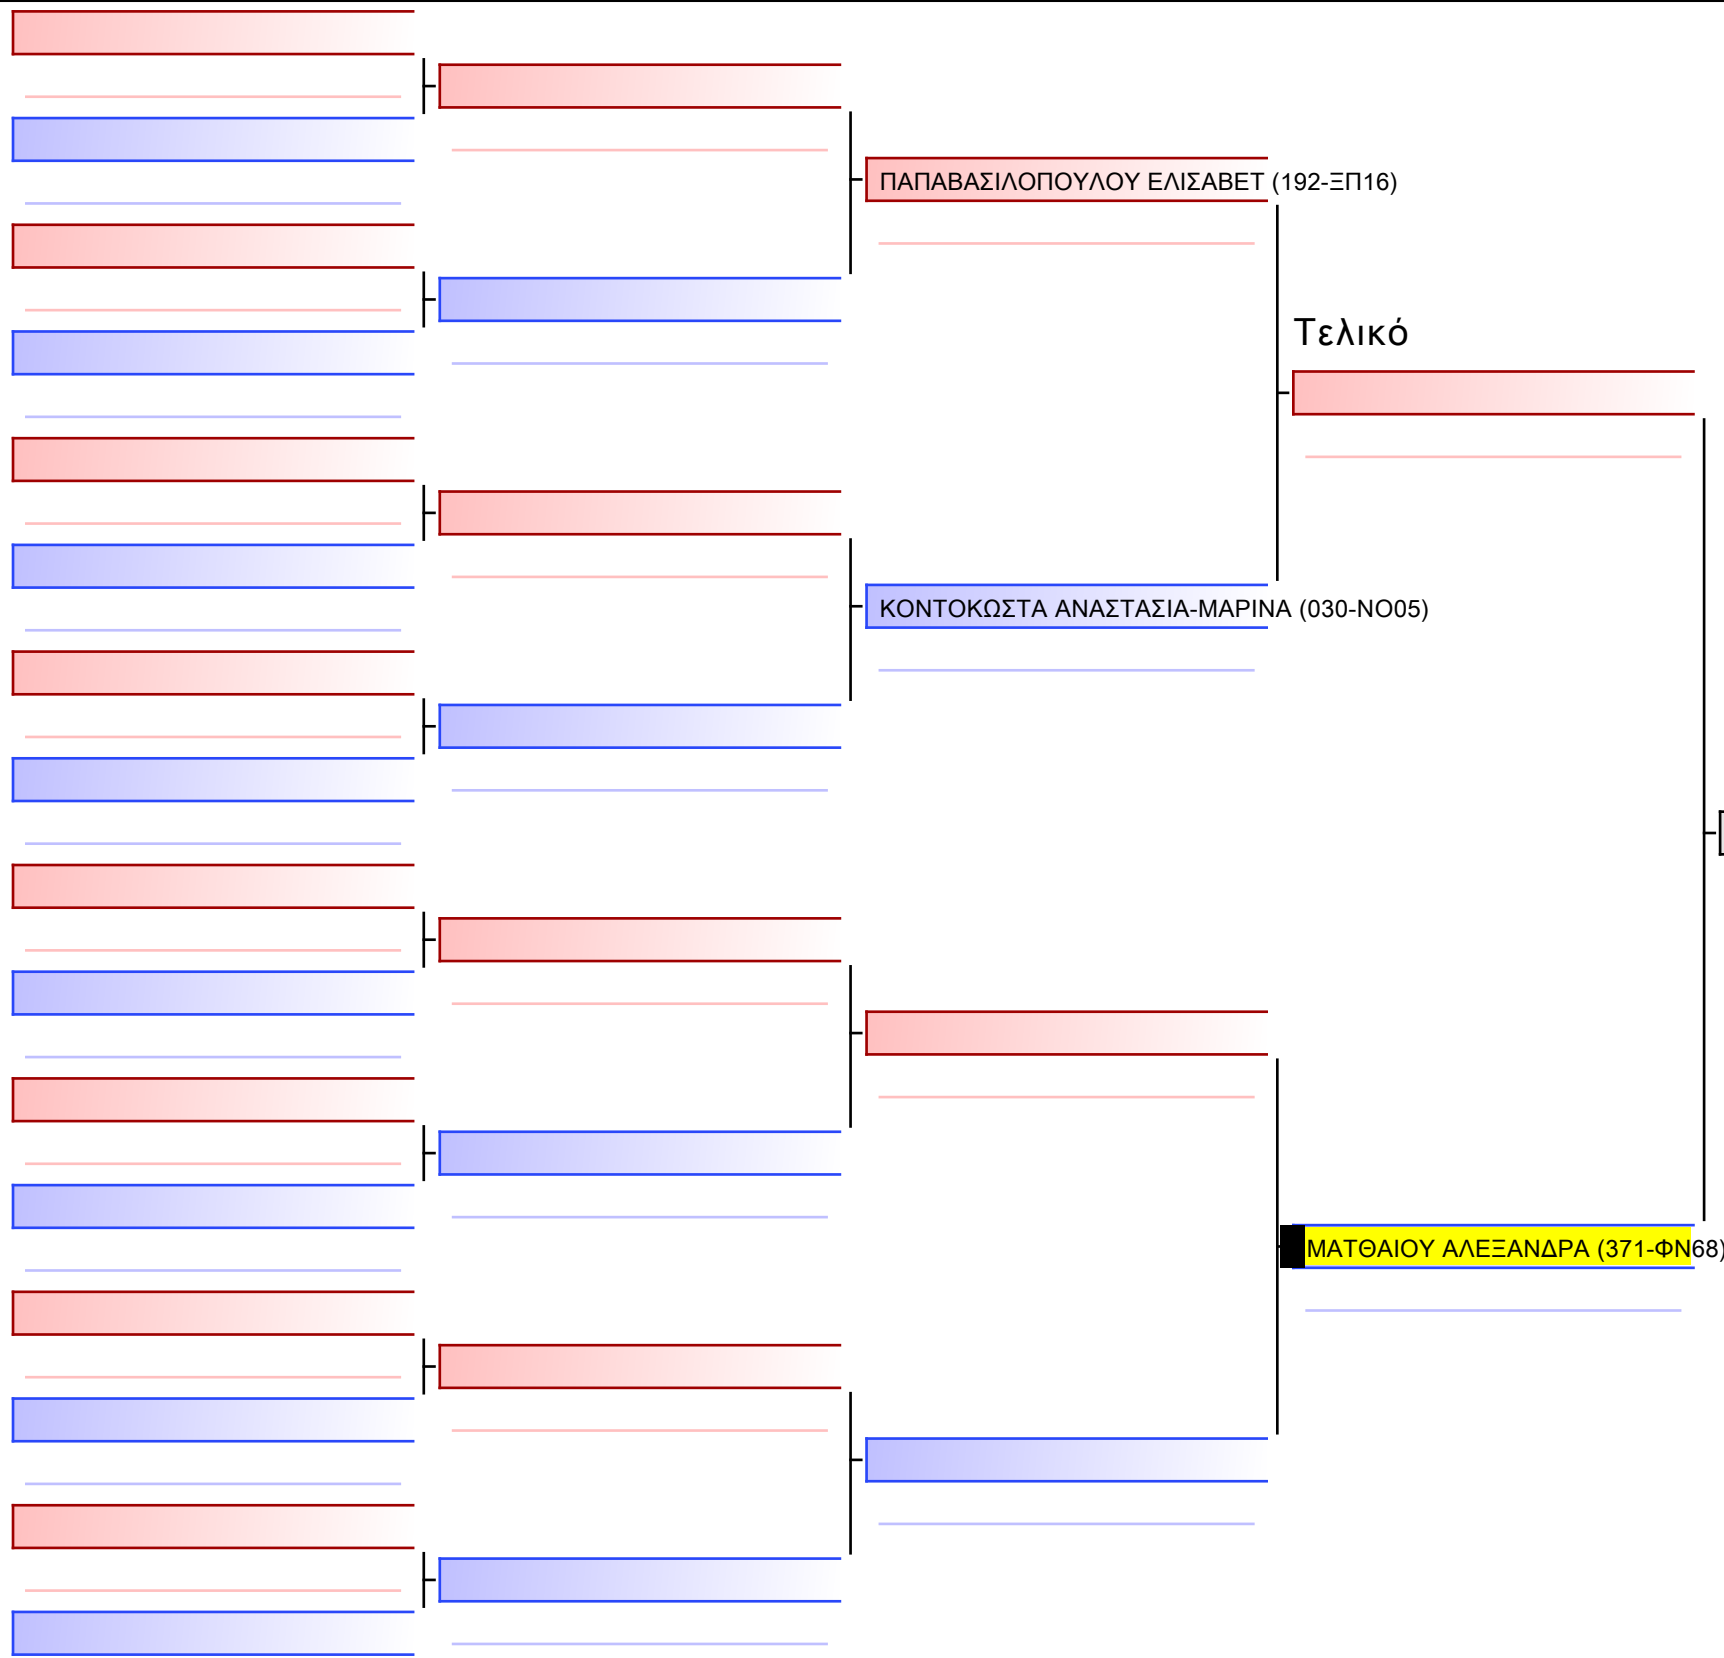 ΠΑΠΑΒΑΣΙΛΟΠΟΥΛΟΥ ΕΛΙΣΑΒΕΤ (192-ΞΠ16)
Τελικό
ΚΟΝΤΟΚΩΣΤΑ ΑΝΑΣΤΑΣΙΑ-ΜΑΡΙΝΑ (030-ΝΟ05)
ΜΑΤΘΑΙΟΥ ΑΛΕΞΑΝΔΡΑ (371-ΦΝ68)